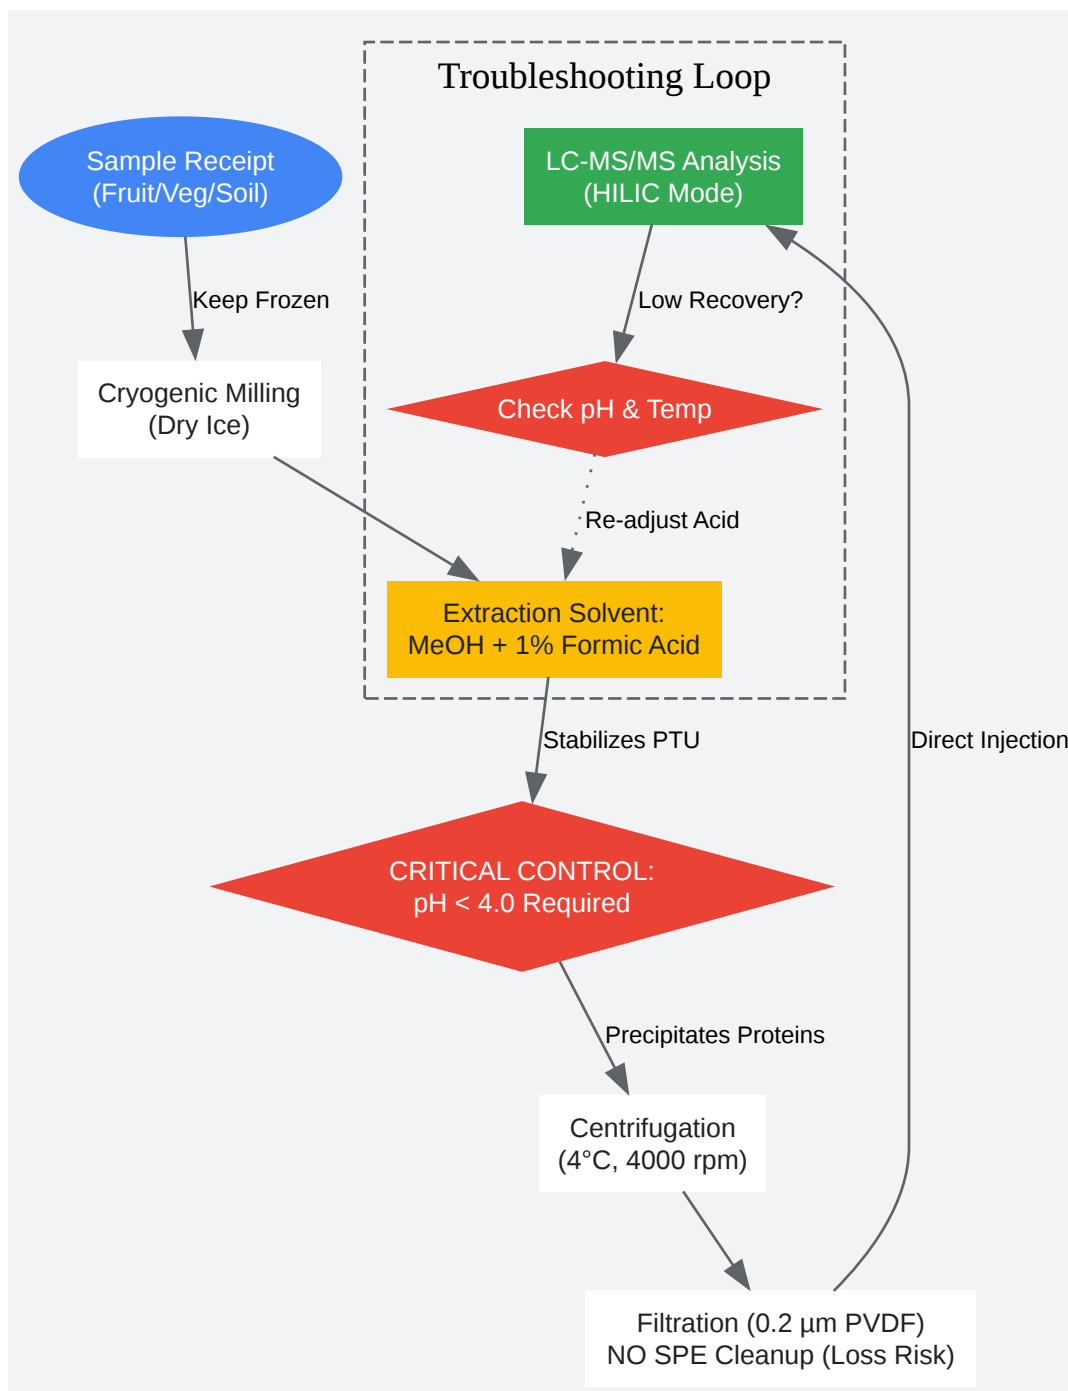 Troubleshooting Loop
Sample Receipt
(Fruit/Veg/Soil)
LC-MS/MS Analysis
(HILIC Mode)
Keep Frozen
Low Recovery?
Cryogenic Milling
(Dry Ice)
Check pH & Temp
Re-adjust Acid
Extraction Solvent:
MeOH + 1% Formic Acid
Stabilizes PTU
Direct Injection
CRITICAL CONTROL:
pH < 4.0 Required
Precipitates Proteins
Centrifugation
(4°C, 4000 rpm)
Filtration (0.2 µm PVDF)
NO SPE Cleanup (Loss Risk)